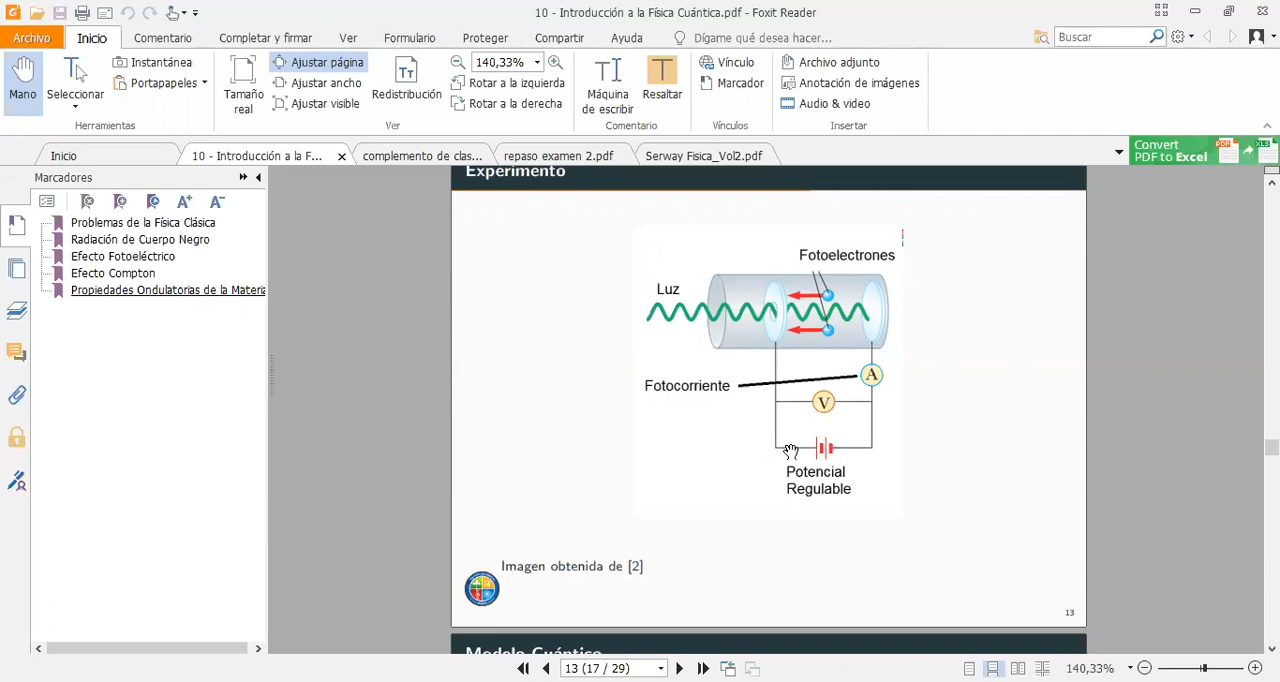 10 - Introducción a la Física Cuántica.pdf - Foxit Reader
Archivo Inicio Comentario Completar y firmar Ver Formulario Proteger Compartir Ayuda Dígame qué desea hacer... Buscar
Mano
Seleccionar
Instantánea
Portapapeles
Herramientas
Tamaño real
Ajustar página
Ajustar ancho
Ajustar visible
Redistribución
140,33%
Rotar a la izquierda
Rotar a la derecha
Ver
Máquina de escribir
Resaltar
Comentario
Vínculo
Marcador
Vínculos
Archivo adjunto
Anotación de imágenes
Audio & video
Insertar
Inicio 10 - Introducción a la F... complemento de clas... repaso examen 2.pdf Serway Fisica_Vol2.pdf
Convert
PDF to Excel
Marcadores
Problemas de la Física Clásica
Radiación de Cuerpo Negro
Efecto Fotoeléctrico
Efecto Compton
Propiedades Ondulatorias de la Materia
Experimento
Fotoelectrones
Luz
A
Fotocorriente
V
Potencial
Regulable
Imagen obtenida de [2]
13
Modelo Cuántico
13 (17 / 29) 140,33%